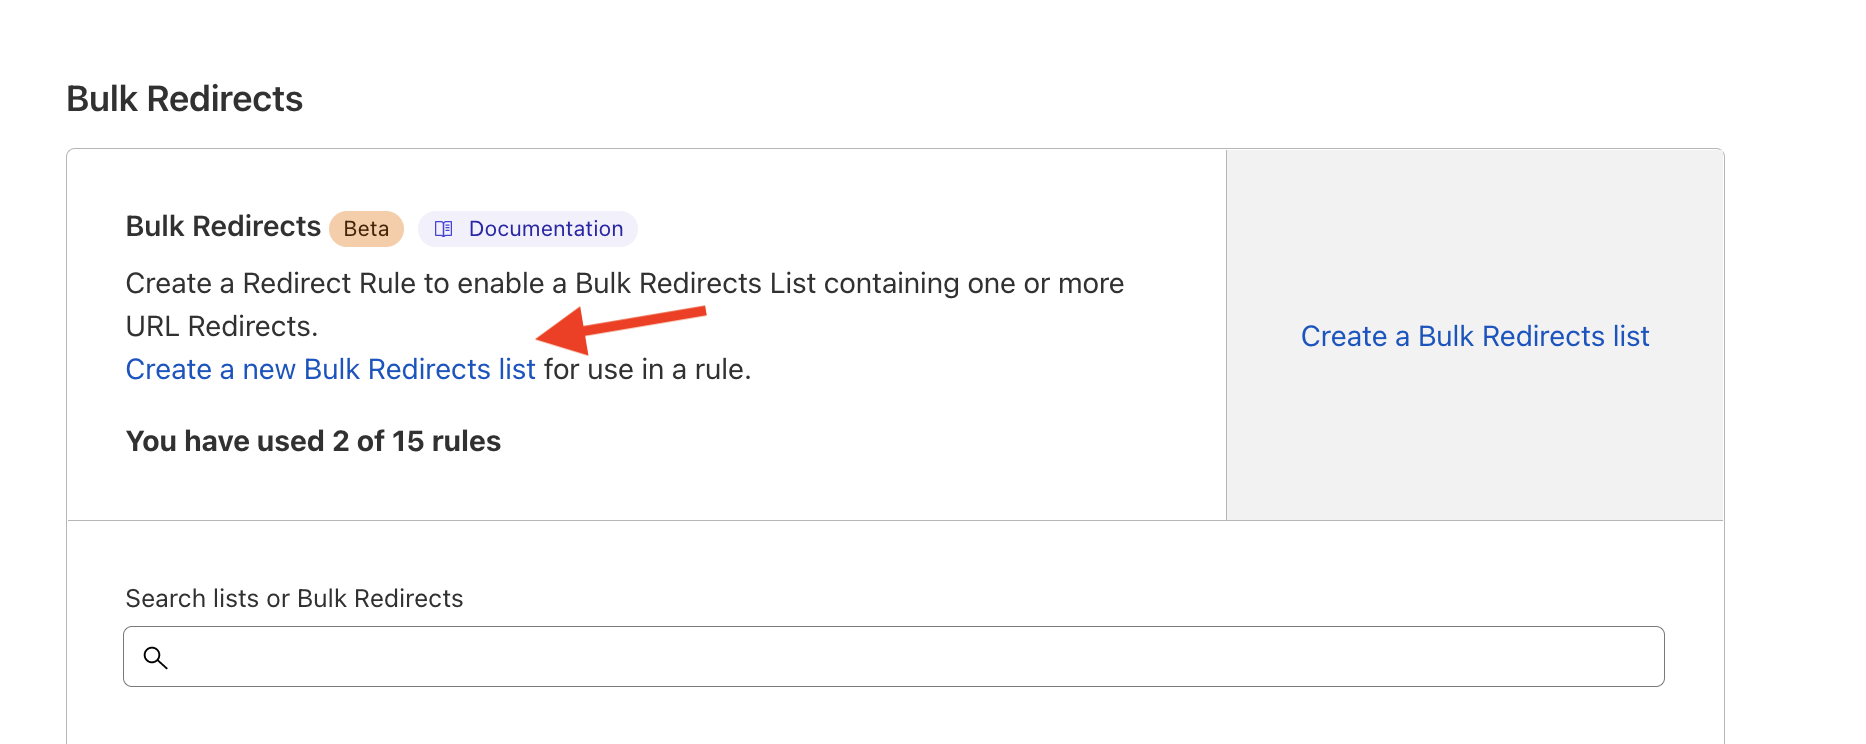 Bulk Redirects
Bulk Redirects Beta Documentation
Create a Redirect Rule to enable a Bulk Redirects List containing one or more
URL Redirects.
Create a new Bulk Redirects list for use in a rule.
You have used 2 of 15 rules
Create a Bulk Redirects list
Search lists or Bulk Redirects